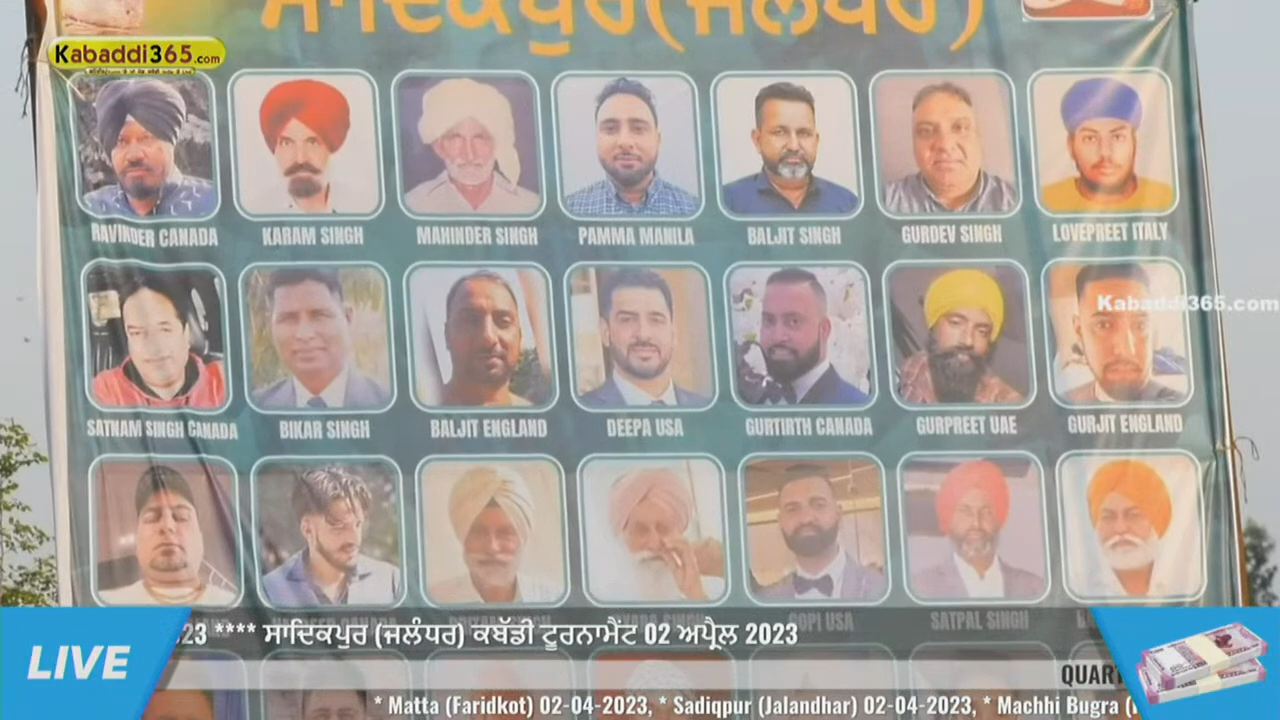 ਸਾਦਿਕਪੁਰ (ਜਲੰਧਰ)
Kabaddi365.com
RAVINDER CANADA KARAM SINGH MAHINDER SINGH PAMMA MANILA BALJIT SINGH GURDEV SINGH LOVEPREET ITALY
Kabaddi365.com
SATNAM SINGH CANADA BIKAR SINGH BALJIT ENGLAND DEEPA USA GURTIRTH CANADA GURPREET UAE GURJIT ENGLAND
GOPI USA SATPAL SINGH
23 **** ਸਾਦਿਕਪੁਰ (ਜਲੰਧਰ) ਕਬੱਡੀ ਟੂਰਨਾਮੈਂਟ 02 ਅਪ੍ਰੈਲ 2023
LIVE
QUART
* Matta (Faridkot) 02-04-2023, * Sadiqpur (Jalandhar) 02-04-2023, * Machhi Bugra (